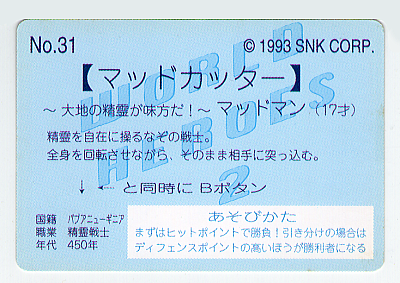 No.31
© 1993 SNK CORP.
WORLD
HEROES
2
【マッドカッター】
～大地の精霊が味方だ！～ マッドマン（17才）
精霊を自在に操るなぞの戦士。
全身を回転させながら、そのまま相手に突っ込む。
↓ ← と同時に Bボタン
国籍 パプアニューギニア
職業 精霊戦士
年代 450年
あそびかた
まずはヒットポイントで勝負！引き分けの場合は
ディフェンスポイントの高いほうが勝利者になる